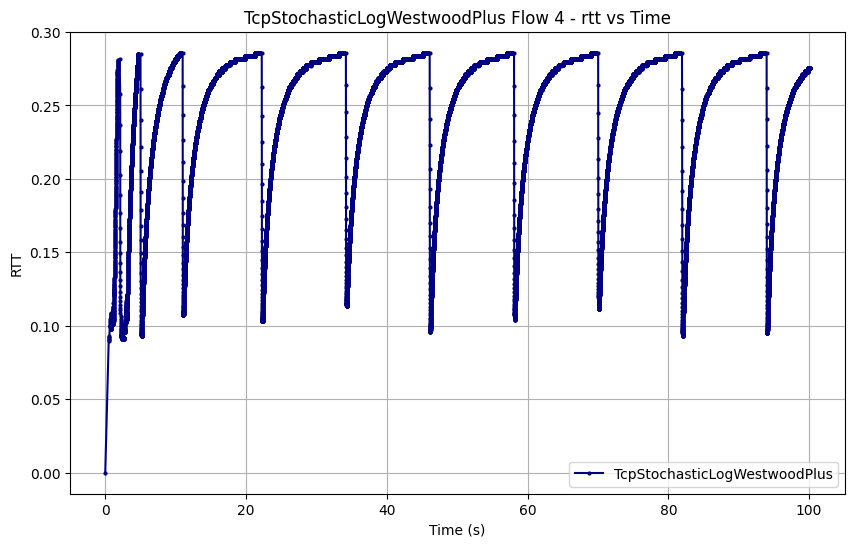 TcpStochasticLogWestwoodPlus Flow 4 - rtt vs Time
RTT
0.30
0.25
0.20
0.15
0.10
0.05
0.00
0 20 40 60 80 100
Time (s)
TcpStochasticLogWestwoodPlus